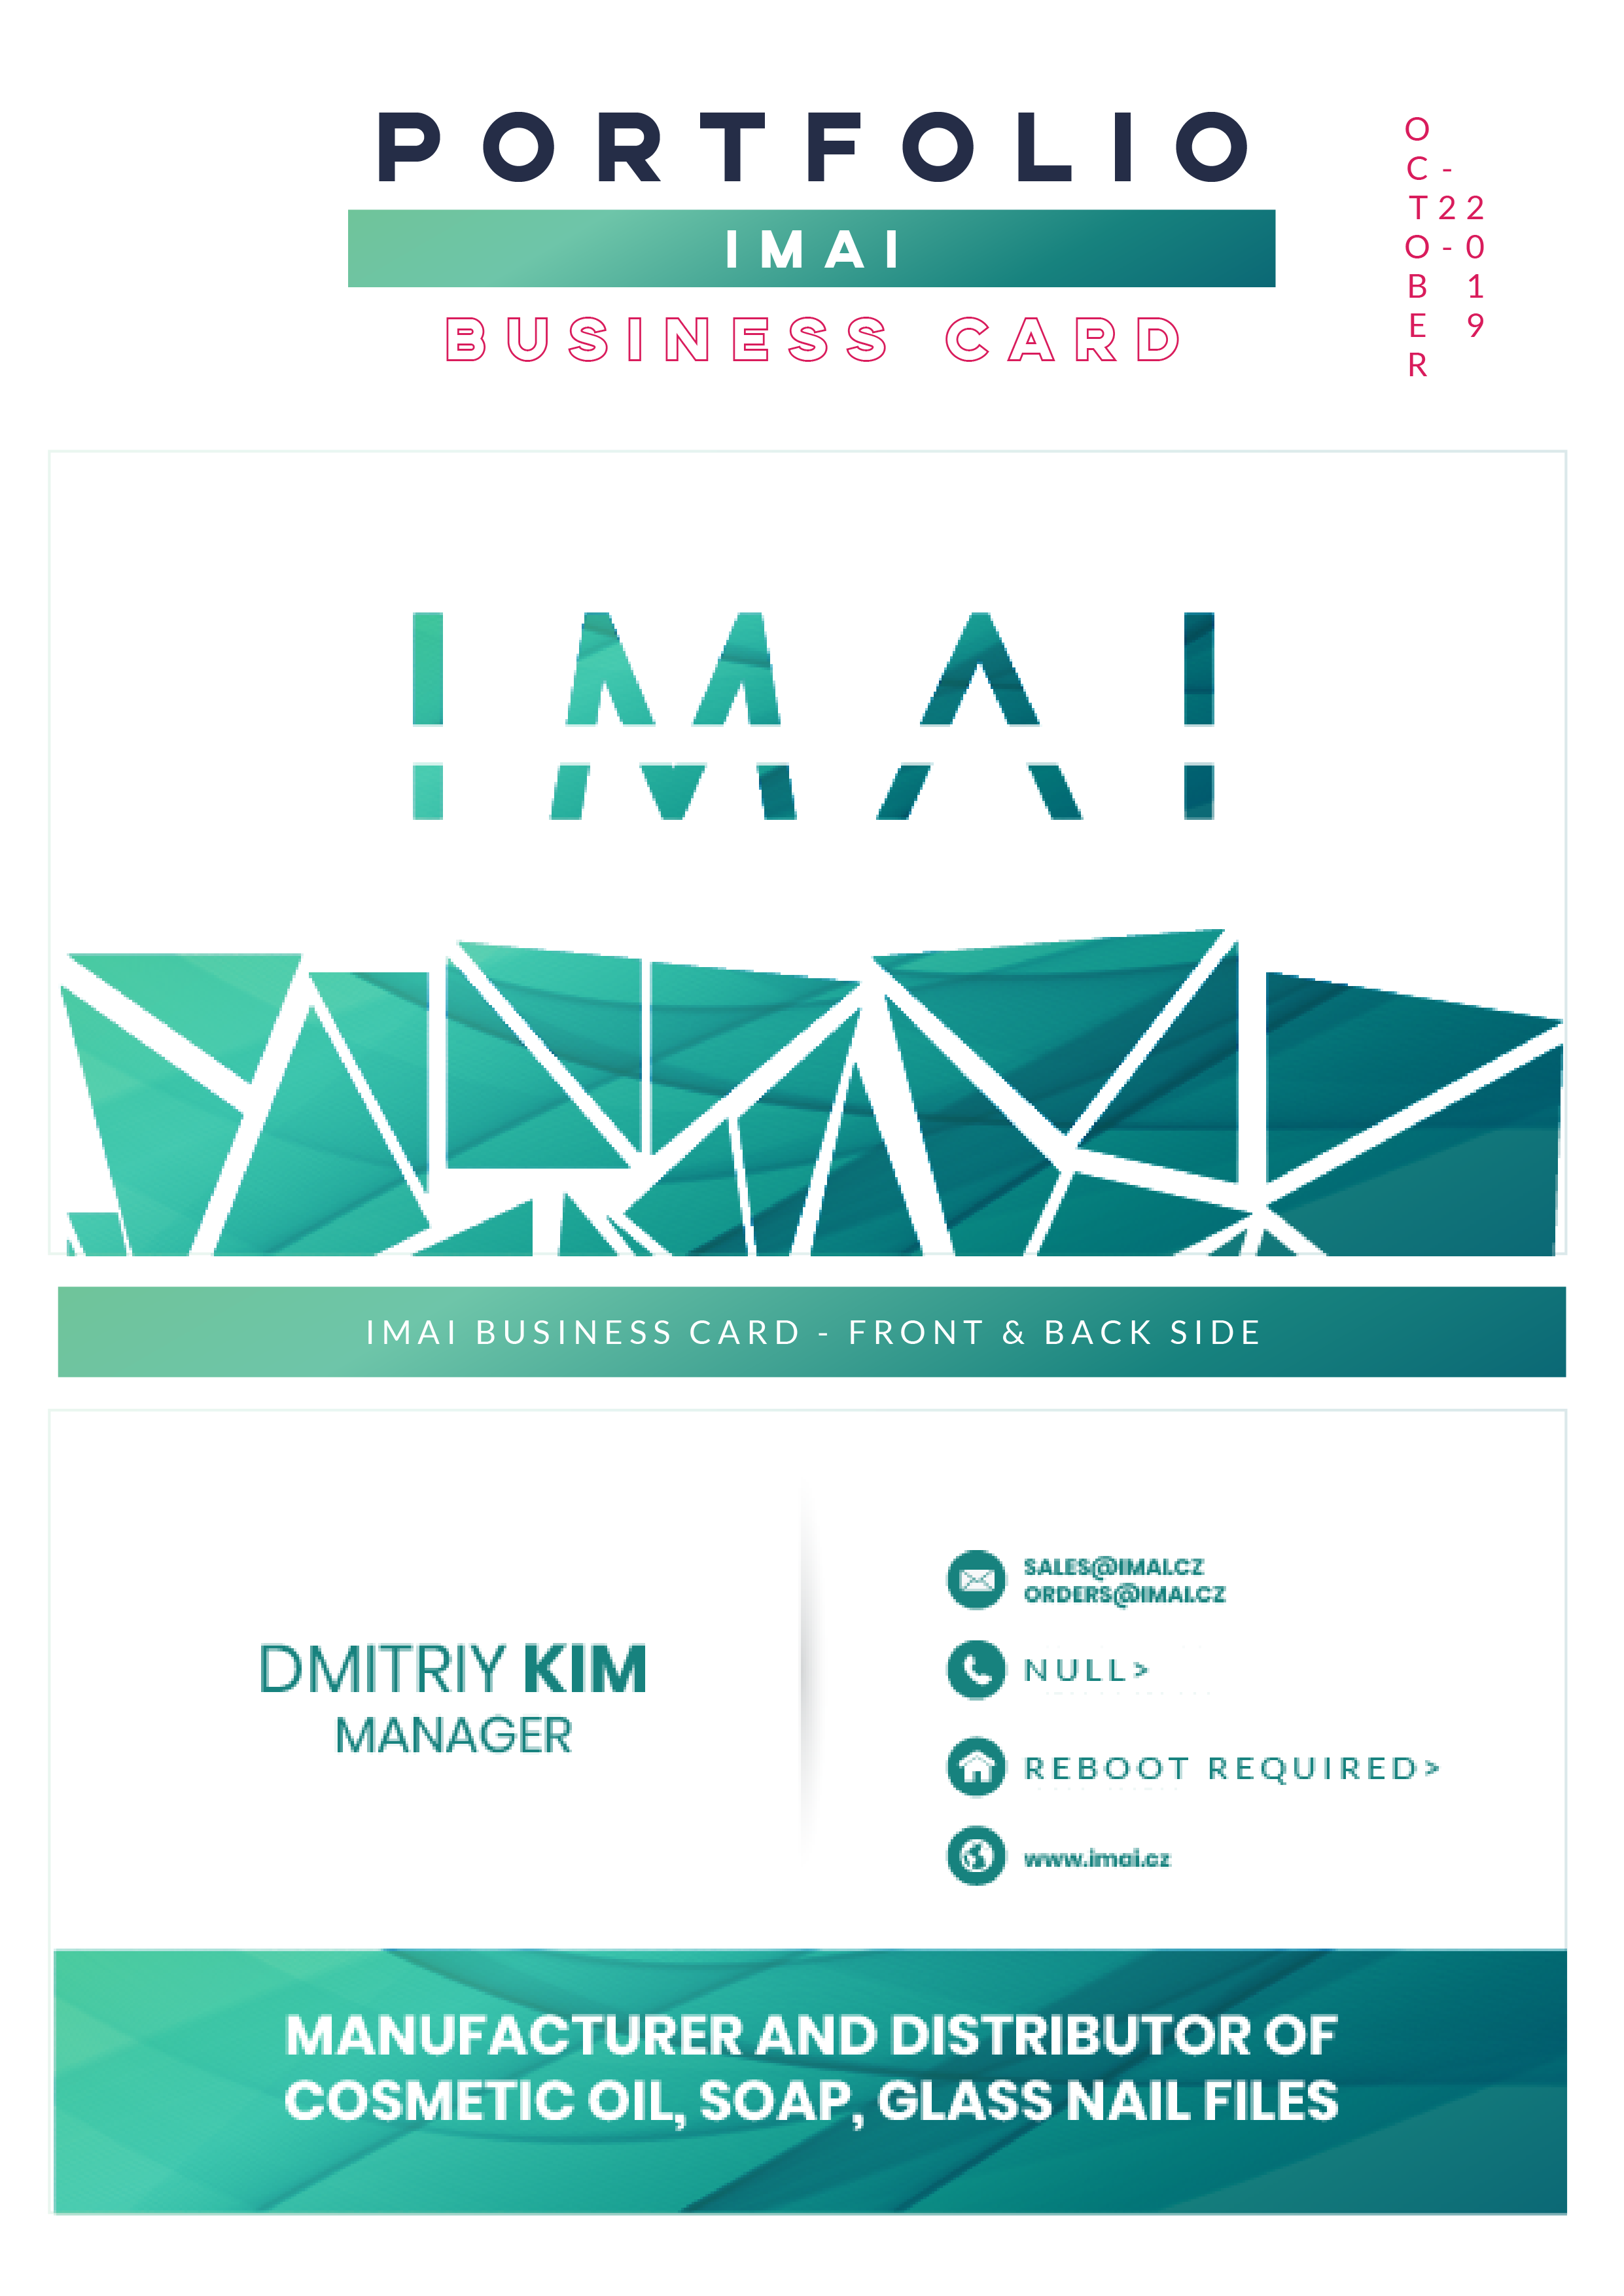 PORTFOLIO
IMAI
BUSINESS CARD
OCTOBER
-2-
2019
IMAI
IMAI BUSINESS CARD - FRONT & BACK SIDE
DMITRIY KIM
MANAGER
SALES@IMAI.CZ
ORDERS@IMAI.CZ
NULL>
REBOOT REQUIRED>
www.imai.cz
MANUFACTURER AND DISTRIBUTOR OF
COSMETIC OIL, SOAP, GLASS NAIL FILES